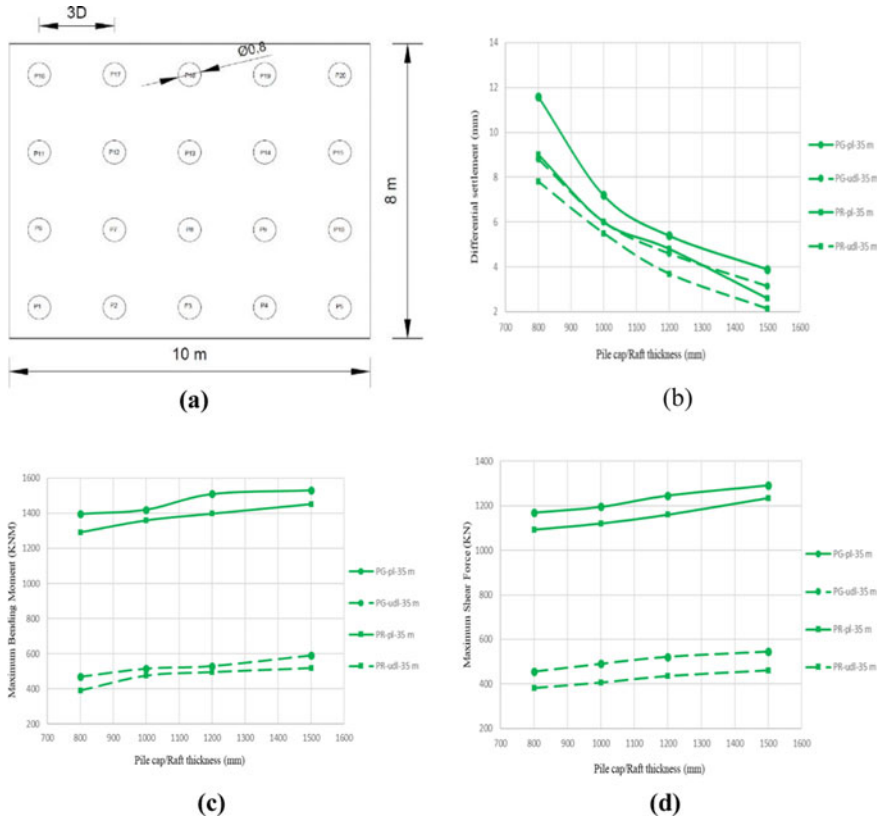 3D
Ø0.8
P16 P17 P18 P19 P20
P11 P12 P13 P14 P15
P7 P8 P10
P1 P2 P3 P4 P5
8 m
10 m
(a)
14
12
10
8
6
4
2
700 800 900 1000 1100 1200 1300 1400 1500 1600
Differential settlement (mm)
Pile cap/Raft thickness (mm)
PG-pl-35 m
PG-udl-35 m
PR-pl-35 m
PR-udl-35 m
(b)
1600
1400
1200
1000
800
600
400
200
700 800 900 1000 1100 1200 1300 1400 1500 1600
Maximum Bending Moment (KNM)
Pile cap/Raft thickness (mm)
PG-pl-35 m
PG-udl-35 m
PR-pl-35 m
PR-udl-35 m
(c)
1400
1200
1000
800
600
400
200
700 800 900 1000 1100 1200 1300 1400 1500 1600
Maximum Shear Force (KN)
Pile cap/Raft thickness (mm)
PG-pl-35 m
PG-udl-35 m
PR-pl-35 m
PR-udl-35 m
(d)